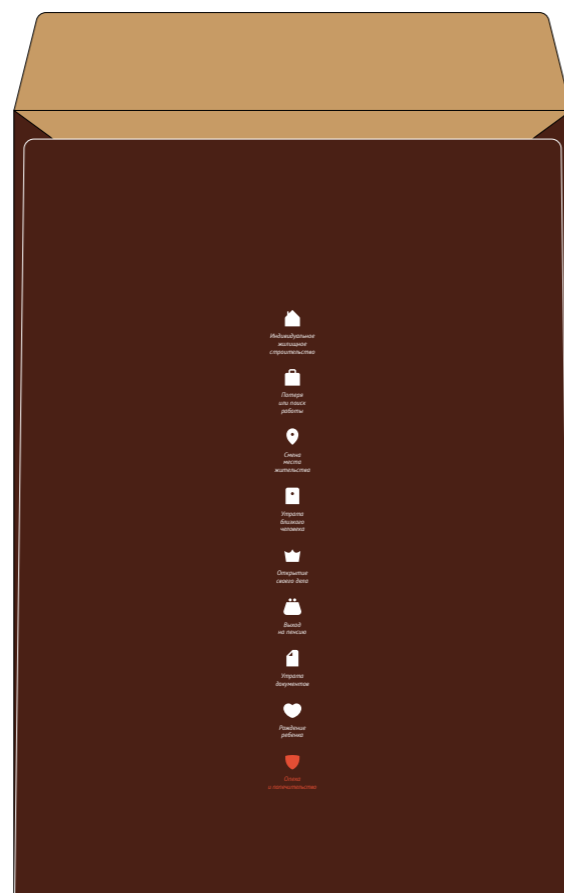 Индивидуальное
жилищное
строительство
Потеря
или поиск
работы
Смена
места
жительства
Утрата
близкого
человека
Открытие
своего дела
Выход
на пенсию
Утрата
документов
Рождение
ребенка
Опека
и попечительство